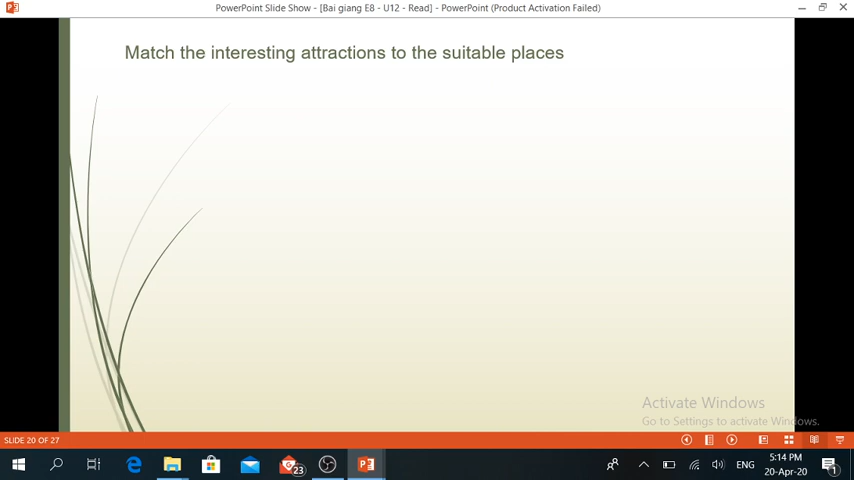 PowerPoint Slide Show - [Bai giang E8 - U12 - Read] - PowerPoint (Product Activation Failed)
Match the interesting attractions to the suitable places
Activate Windows
Go to Settings to activate Windows.
SLIDE 20 OF 27
23
ENG
5:14 PM
20-Apr-20
1